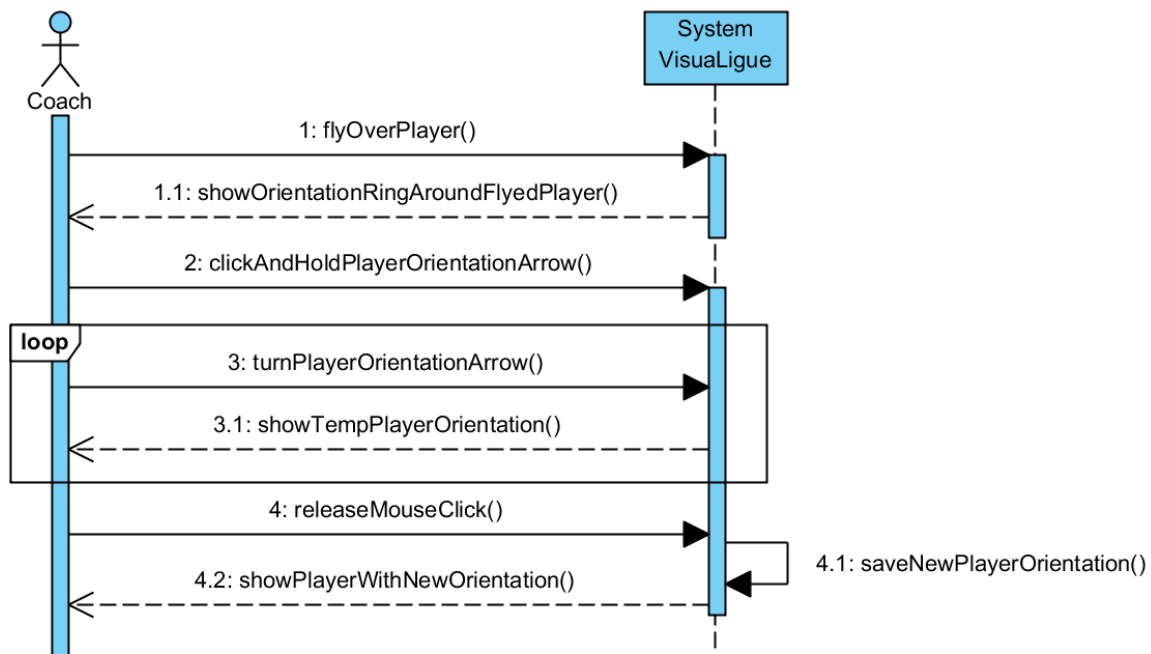 System
VisuaLigue
Coach
1: flyOverPlayer()
1.1: showOrientationRingAroundFlyedPlayer()
2: clickAndHoldPlayerOrientationArrow()
loop
3: turnPlayerOrientationArrow()
3.1: showTempPlayerOrientation()
4: releaseMouseClick()
4.1: saveNewPlayerOrientation()
4.2: showPlayerWithNewOrientation()